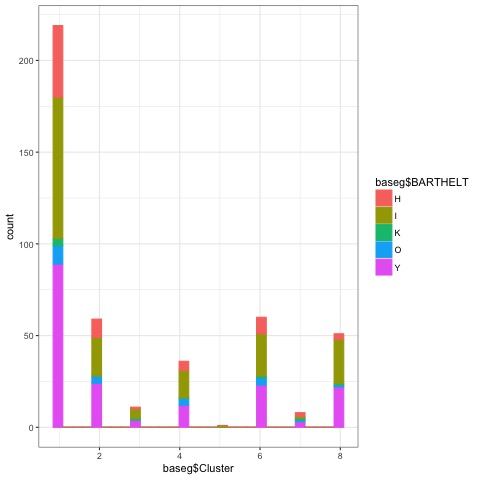 200
150
100
50
0
count
2 4 6 8
baseg$Cluster
baseg$BARTHELT
H
I
K
O
Y